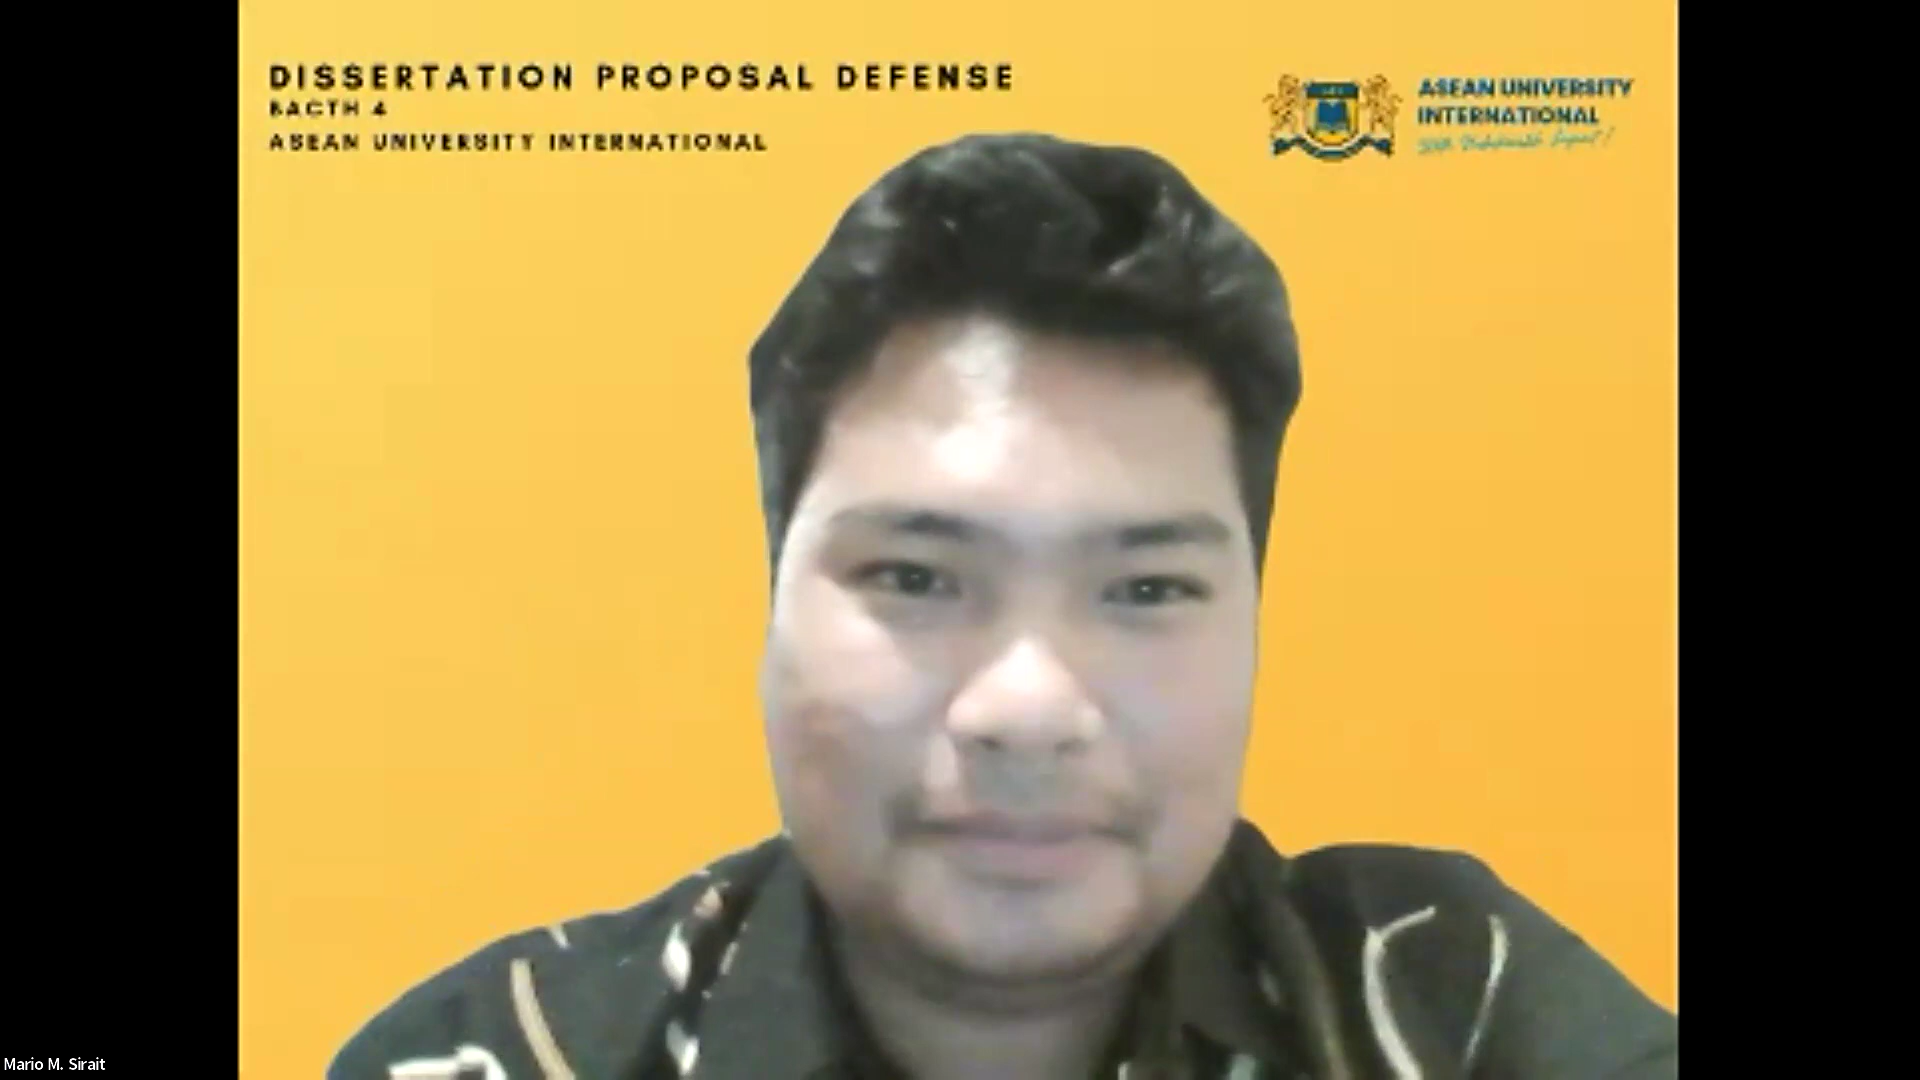 DISSERTATION PROPOSAL DEFENSE
BACTH 4
ASEAN UNIVERSITY INTERNATIONAL
ASEAN UNIVERSITY
INTERNATIONAL
Mario M. Sirait